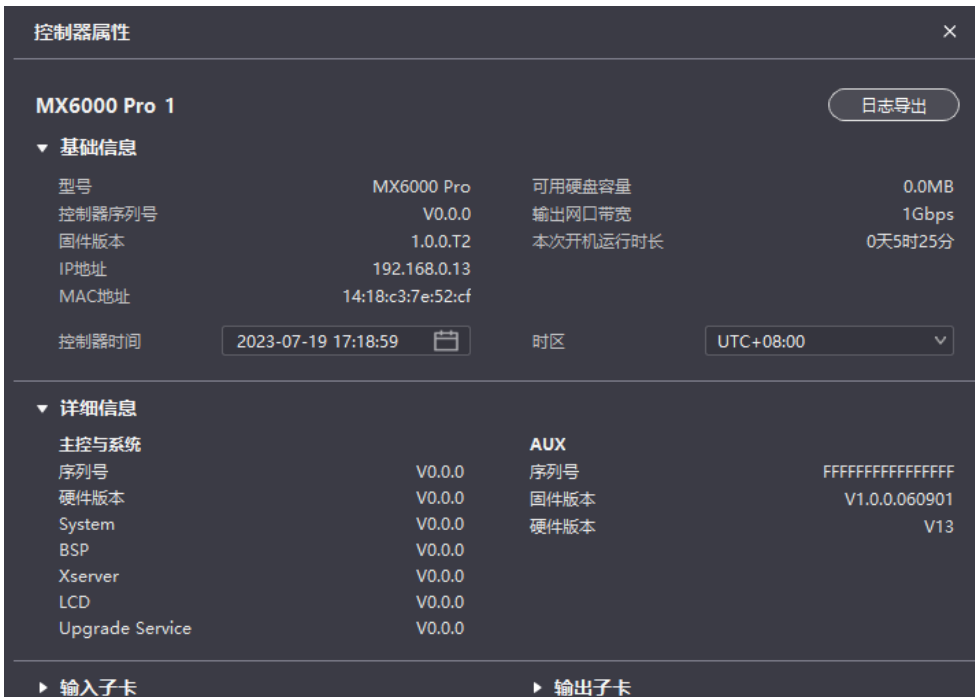 控制器属性
MX6000 Pro 1
日志导出
基础信息
型号 MX6000 Pro 可用硬盘容量 0.0MB
控制器序列号 V0.0.0 输出网口带宽 1Gbps
固件版本 1.0.0.T2 本次开机运行时长 0天5时25分
IP地址 192.168.0.13
MAC地址 14:18:c3:7e:52:cf
控制器时间 2023-07-19 17:18:59 时区 UTC+08:00
详细信息
主控与系统 AUX
序列号 V0.0.0 序列号 FFFFFFFFFFFFFFFF
硬件版本 V0.0.0 固件版本 V1.0.0.060901
System V0.0.0 硬件版本 V13
BSP V0.0.0
Xserver V0.0.0
LCD V0.0.0
Upgrade Service V0.0.0
输入子卡 输出子卡